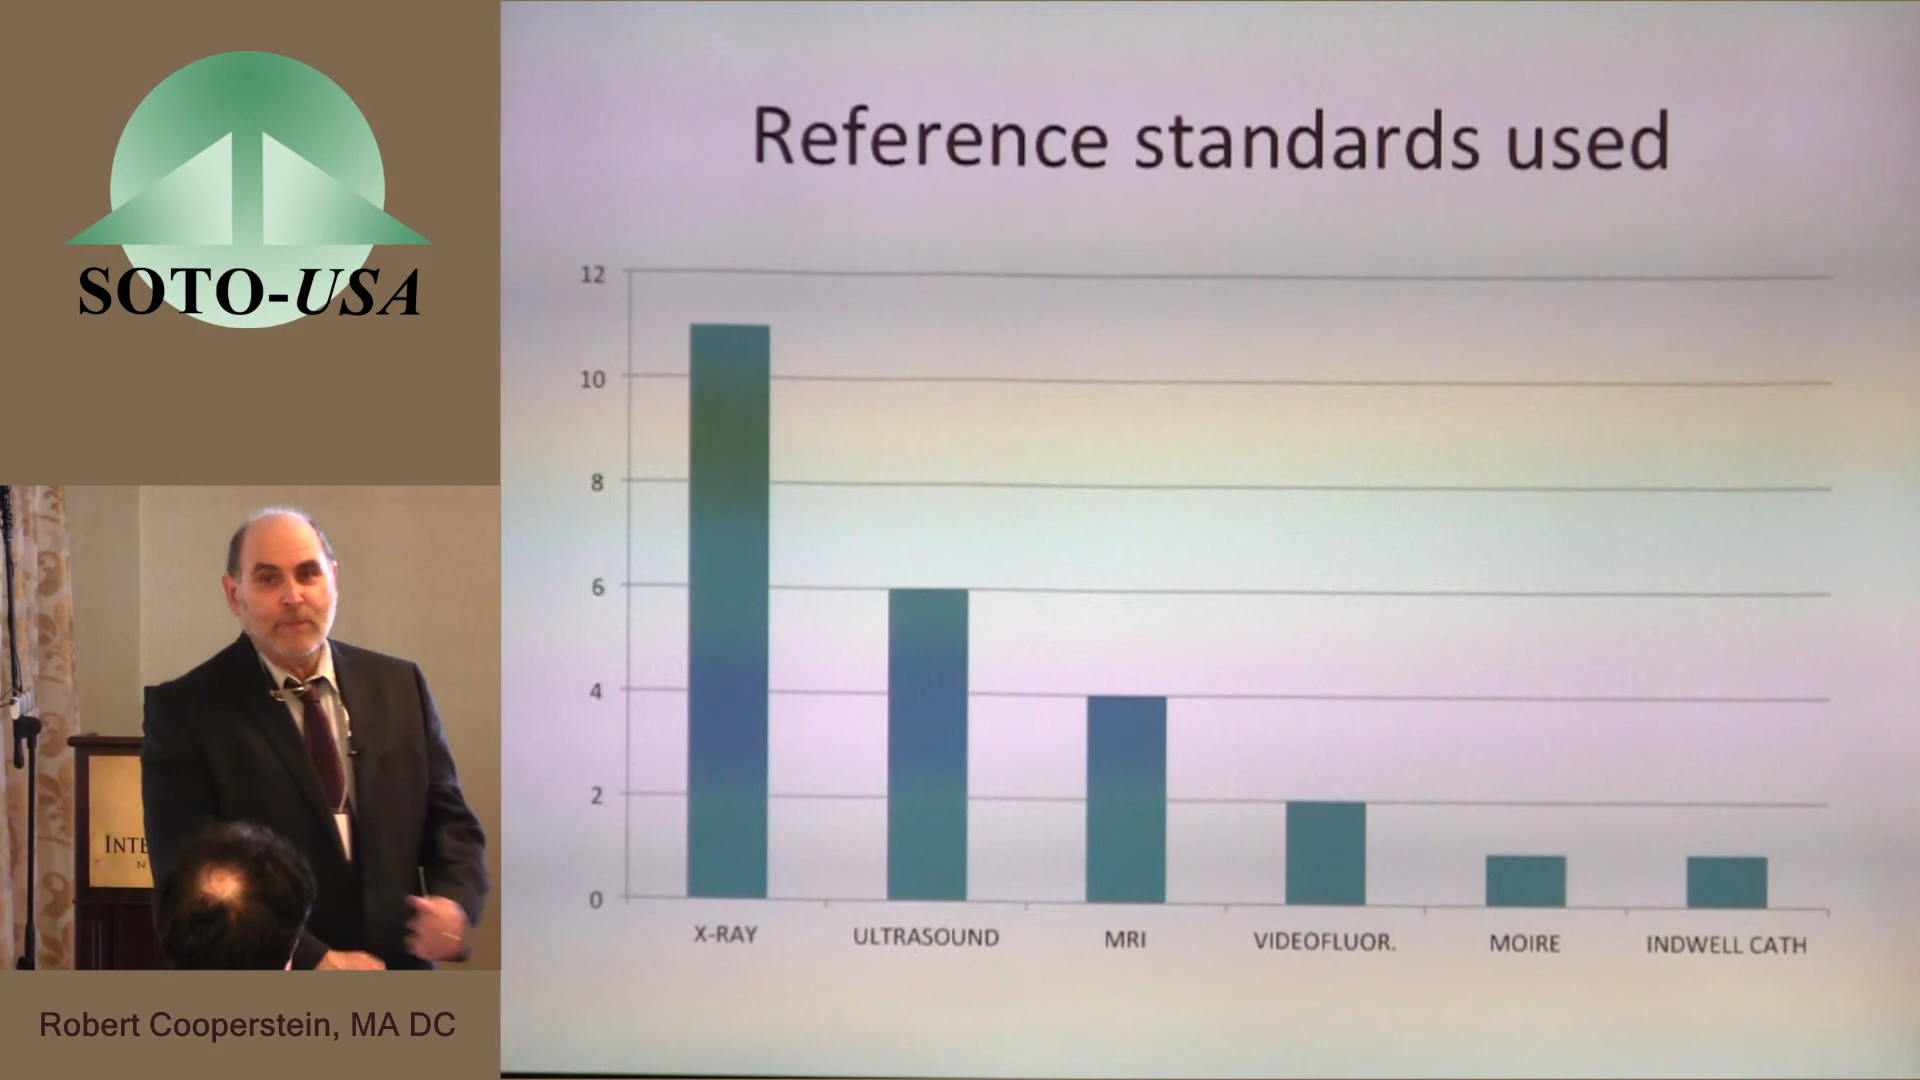 SOTO-USA
Reference standards used
12
10
8
6
4
2
0
X-RAY ULTRASOUND MRI VIDEOFLUOR. MOIRE INDWELL CATH
INTE
N
Robert Cooperstein, MA DC